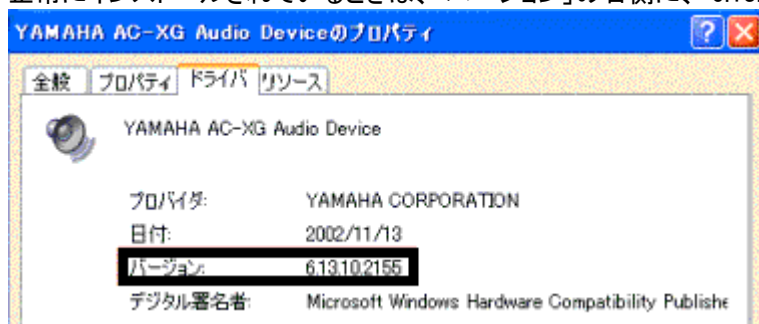 YAMAHA AC-XG Audio Deviceのプロパティ
全般 プロパティ ドライバ リソース
YAMAHA AC-XG Audio Device
プロバイダ: YAMAHA CORPORATION
日付: 2002/11/13
バージョン: 6.13.10.2155
デジタル署名者: Microsoft Windows Hardware Compatibility Publishe